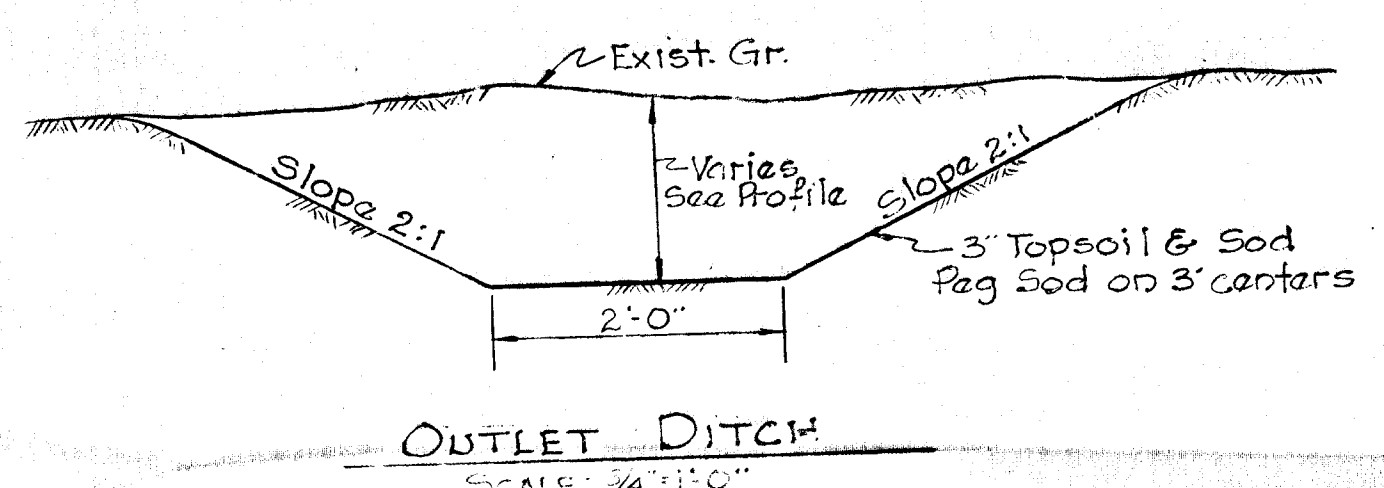 Exist. Gr.
Slope 2:1
Varies
See Profile
Slope 2:1
3" Topsoil & Sod
Peg Sod on 3' centers
2'-0"
OUTLET DITCH
SCALE: 3/4"=1'-0"